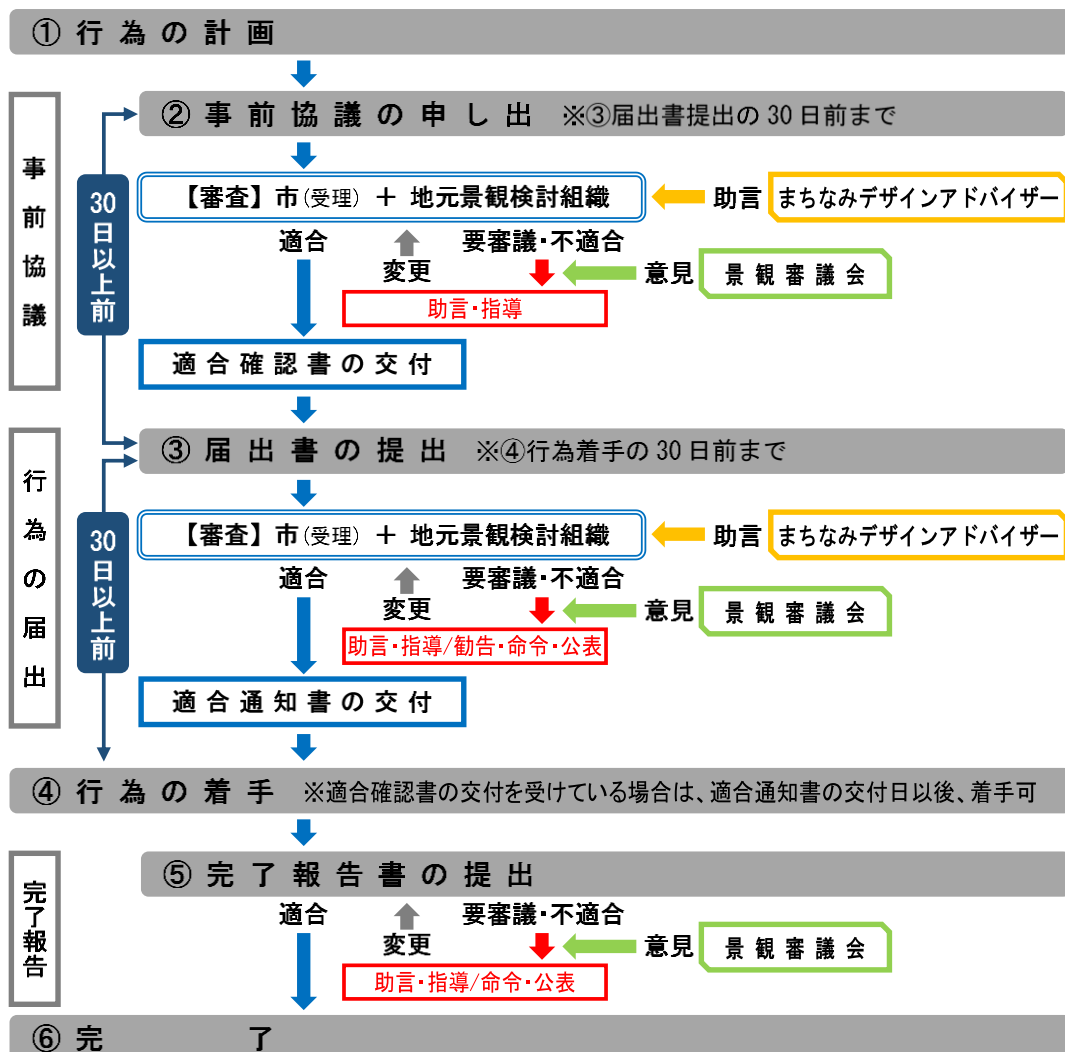 ① 行為の計画
事前協議
30日以上前
② 事前協議の申し出 ※③届出書提出の30日前まで
【審査】市(受理) ＋ 地元景観検討組織
助言 まちなみデザインアドバイザー
適合 変更 要審議・不適合
意見 景観審議会
助言・指導
適合確認書の交付
行為の届出
30日以上前
③ 届出書の提出 ※④行為着手の30日前まで
【審査】市(受理) ＋ 地元景観検討組織
助言 まちなみデザインアドバイザー
適合 変更 要審議・不適合
意見 景観審議会
助言・指導/勧告・命令・公表
適合通知書の交付
④ 行為の着手 ※適合確認書の交付を受けている場合は、適合通知書の交付日以後、着手可
完了報告
⑤ 完了報告書の提出
適合 変更 要審議・不適合
意見 景観審議会
助言・指導/命令・公表
⑥ 完了